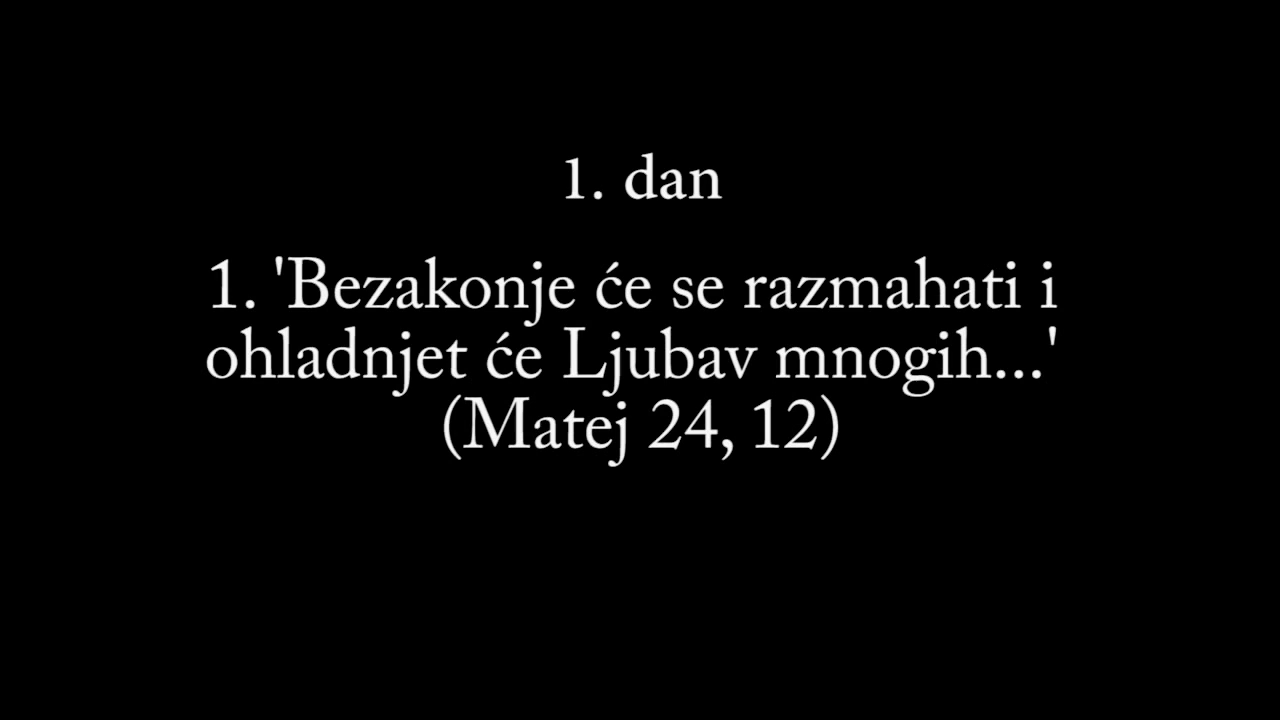 1. dan
1. 'Bezakonje će se razmahati i
ohladnjet će Ljubav mnogih...'
(Matej 24, 12)